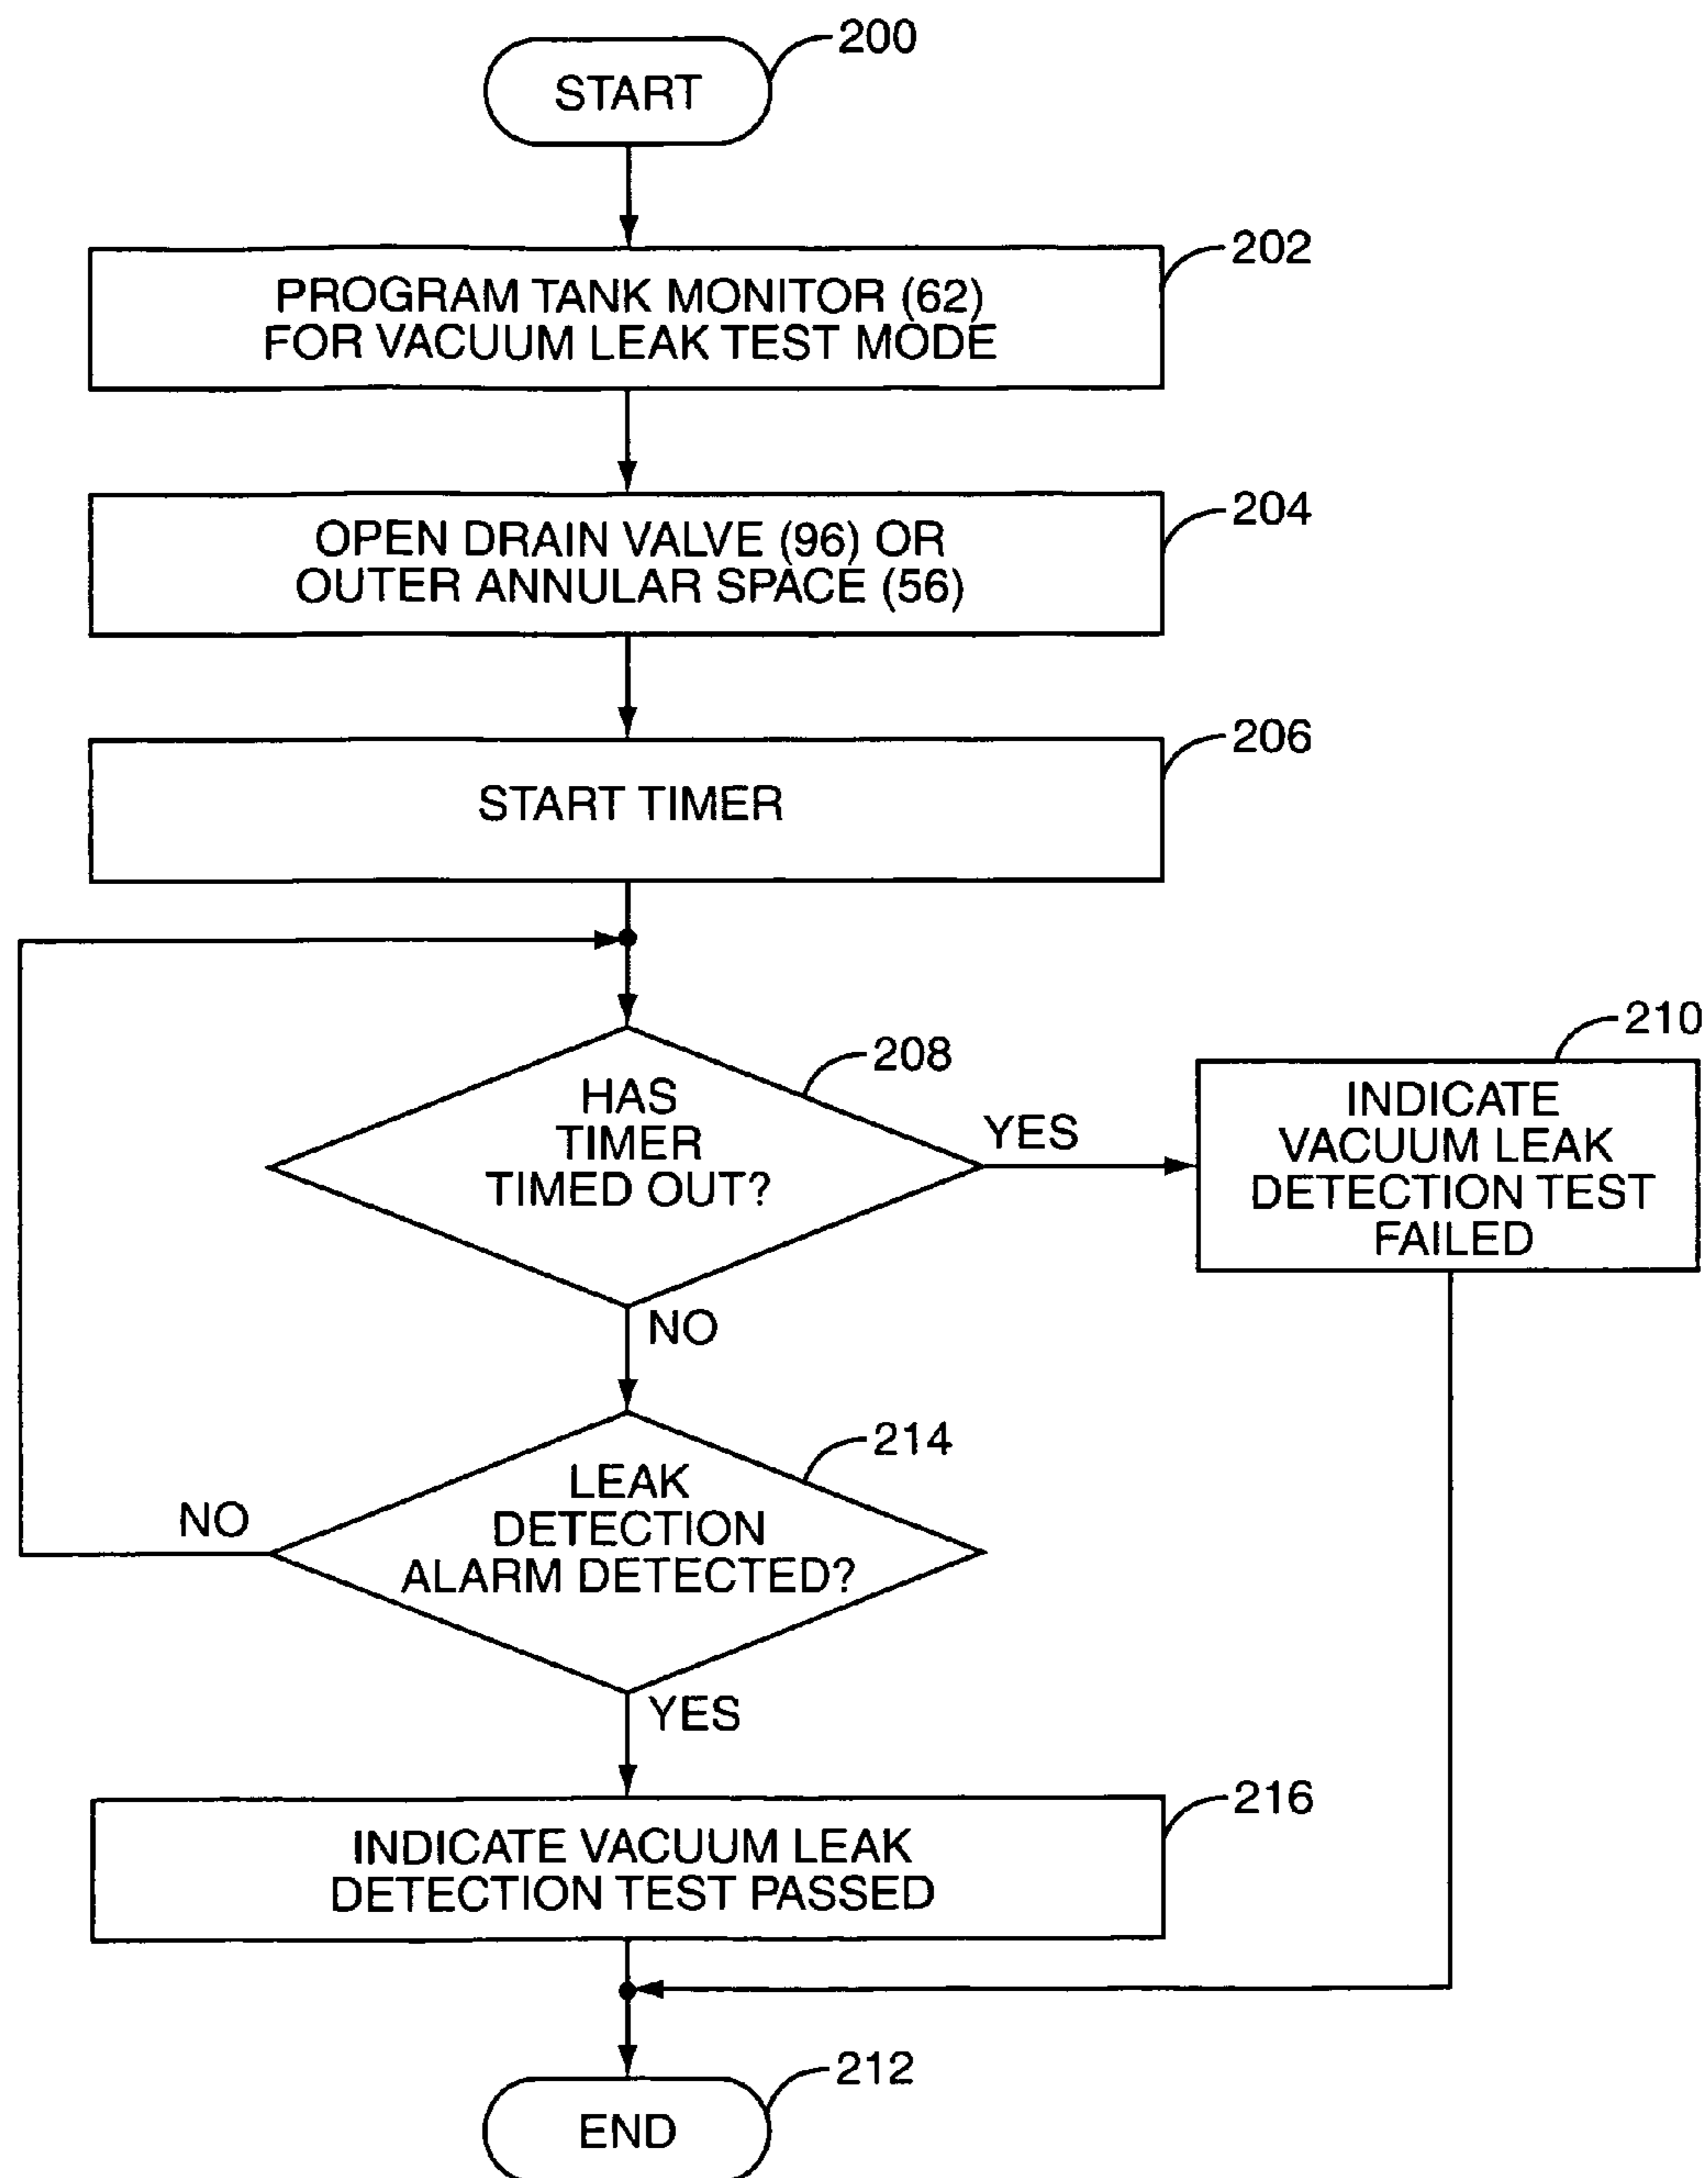 200
START
202
PROGRAM TANK MONITOR (62)
FOR VACUUM LEAK TEST MODE
204
OPEN DRAIN VALVE (96) OR
OUTER ANNULAR SPACE (56)
206
START TIMER
208
HAS
TIMER
TIMED OUT?
YES
210
INDICATE
VACUUM LEAK
DETECTION TEST
FAILED
NO
214
LEAK
DETECTION
ALARM DETECTED?
NO
YES
216
INDICATE VACUUM LEAK
DETECTION TEST PASSED
212
END